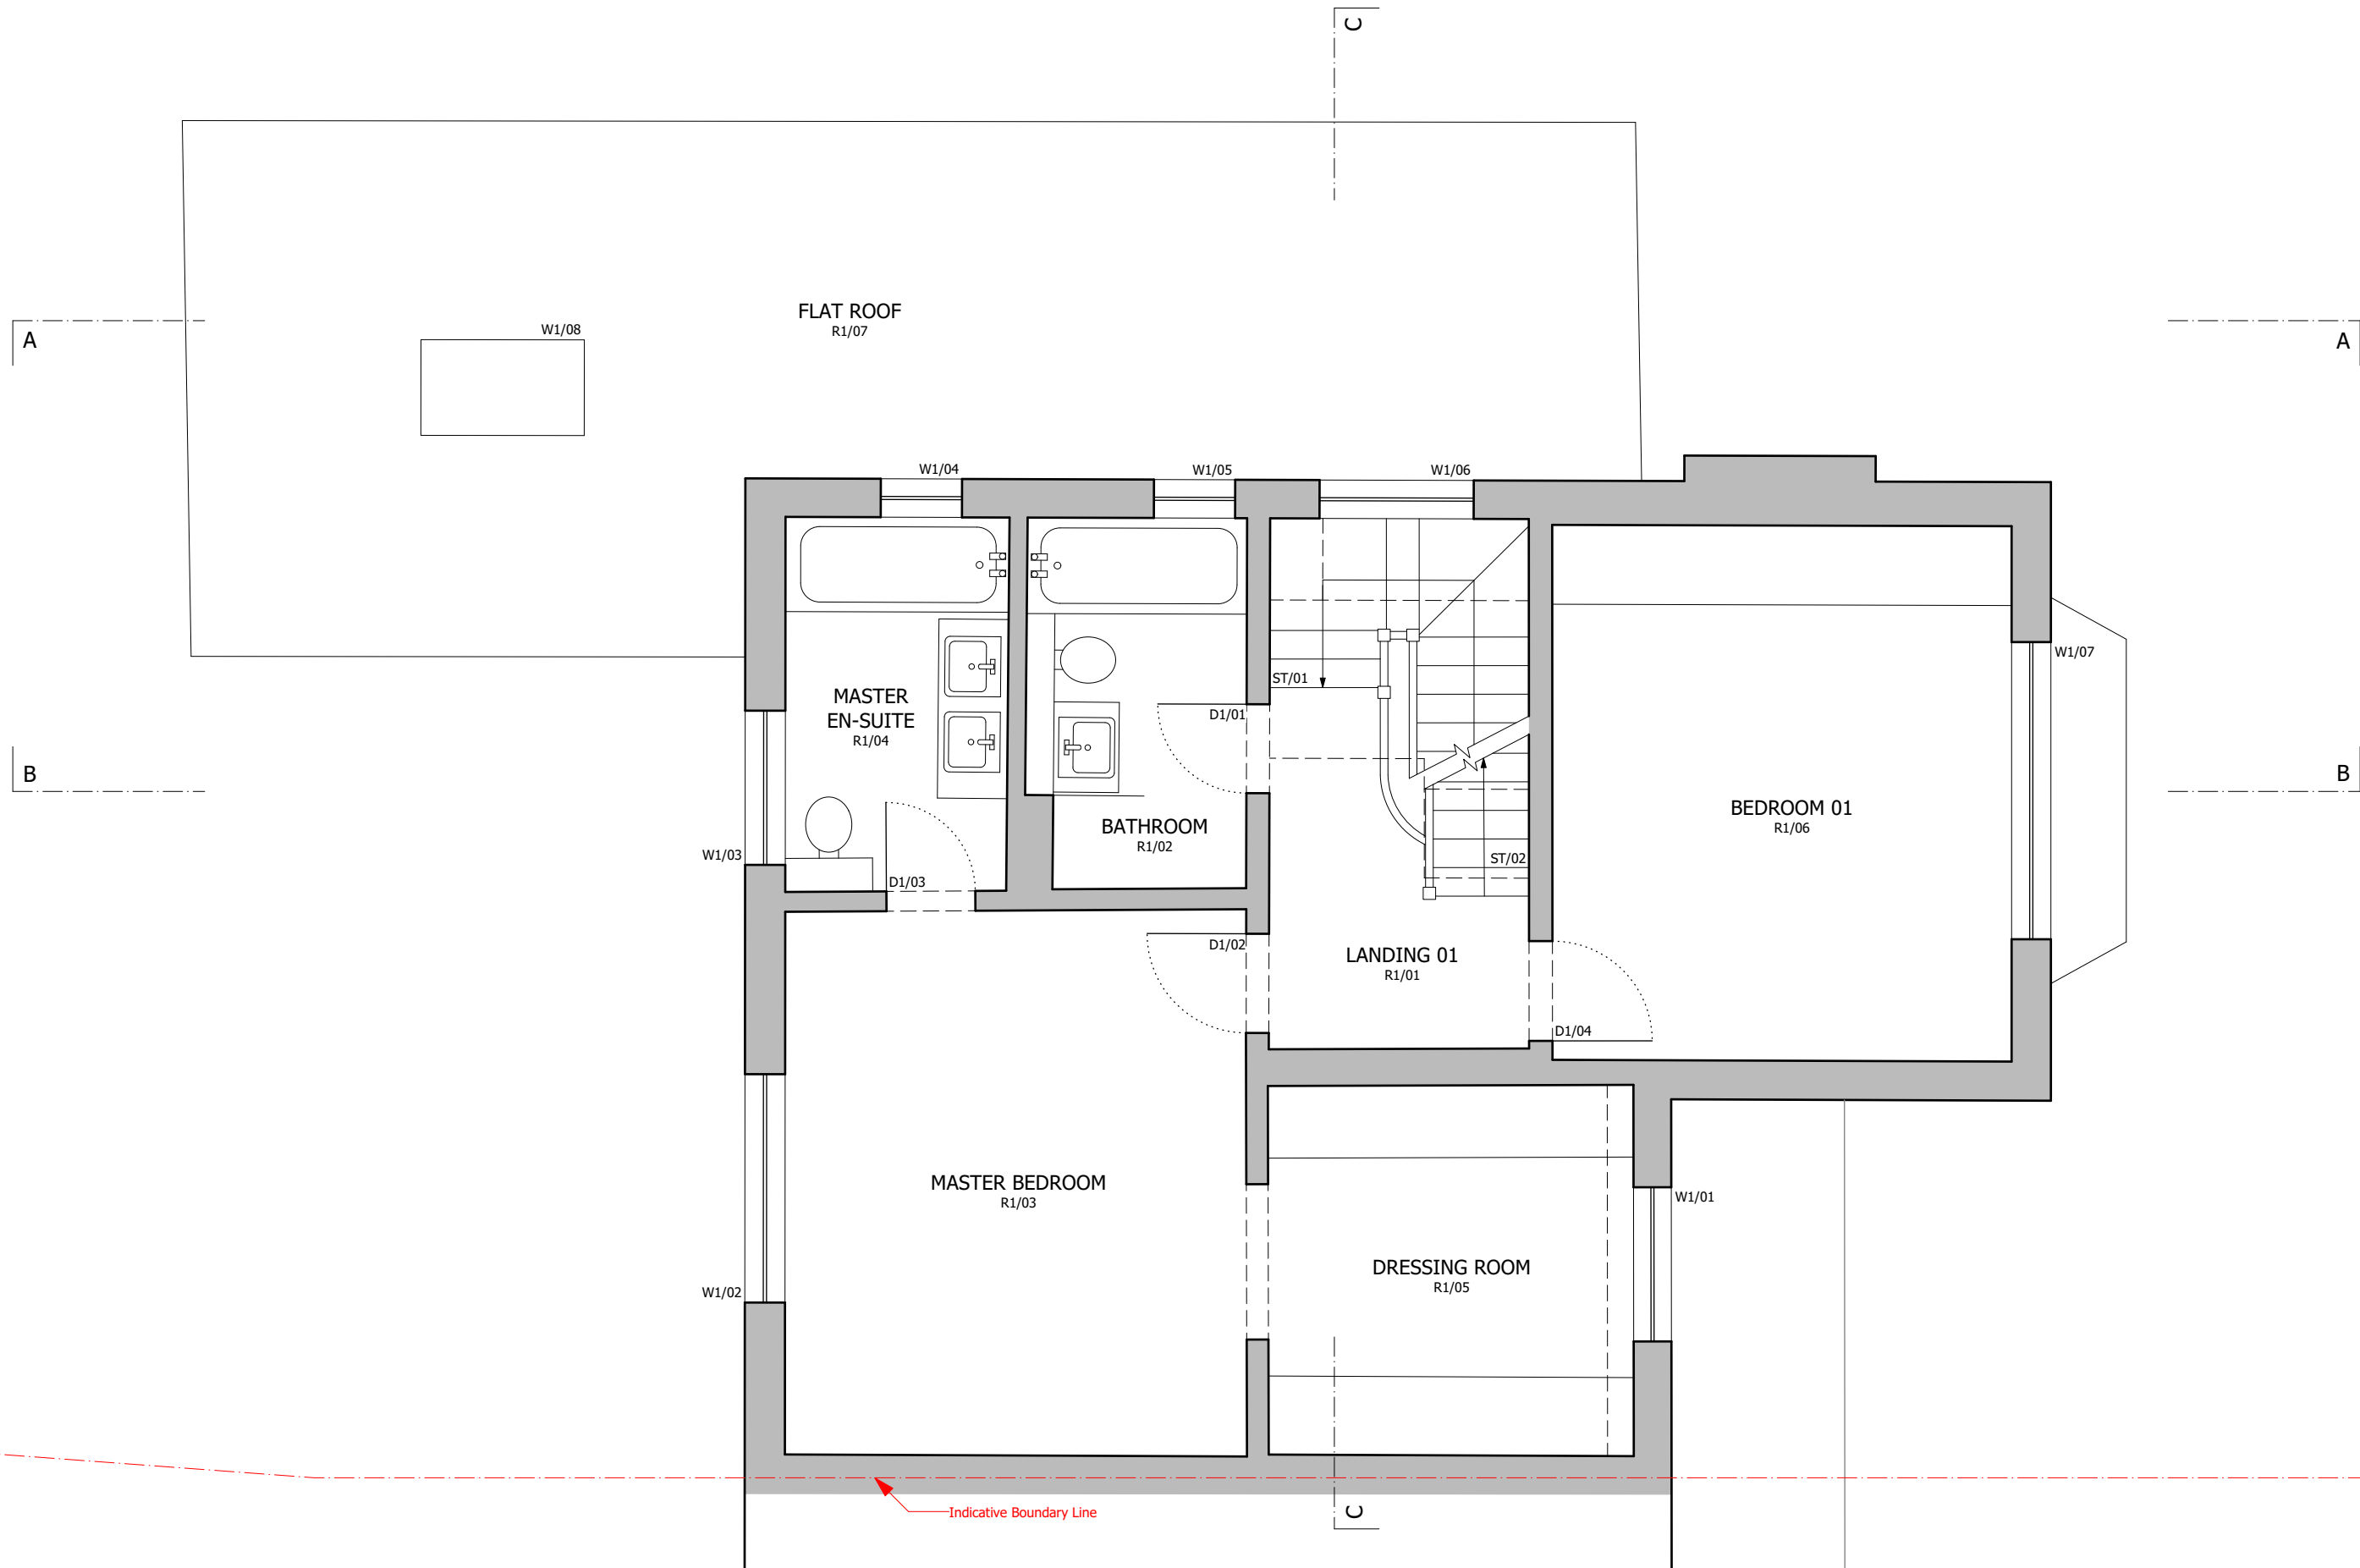 C
FLAT ROOF
R1/07
W1/08
A
A
W1/04
W1/05
W1/06
W1/07
MASTER
EN-SUITE
R1/04
ST/01
D1/01
B
B
BATHROOM
R1/02
BEDROOM 01
R1/06
W1/03
ST/02
D1/03
D1/02
LANDING 01
R1/01
D1/04
MASTER BEDROOM
R1/03
W1/01
DRESSING ROOM
R1/05
W1/02
Indicative Boundary Line
C